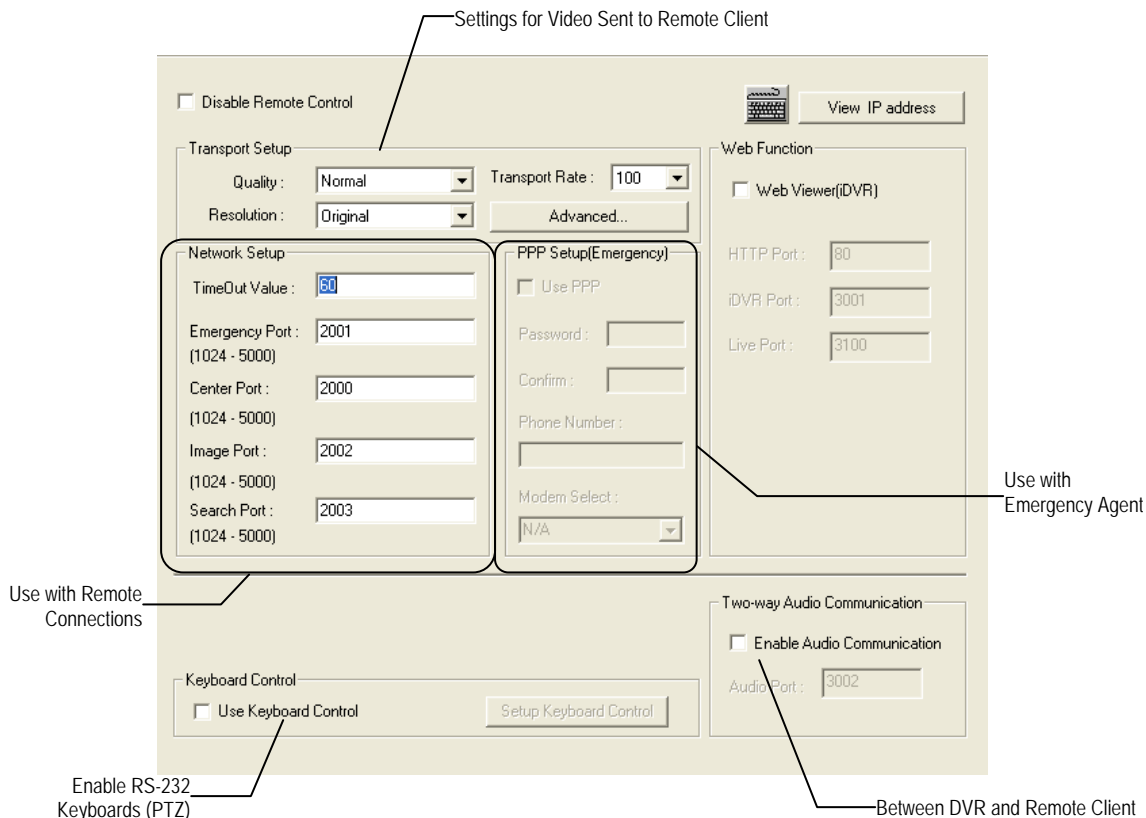 Settings for Video Sent to Remote Client
Disable Remote Control
View IP address
Transport Setup
Quality : Normal
Transport Rate : 100
Resolution : Original
Advanced...
Web Function
Web Viewer(iDVR)
HTTP Port : 80
iDVR Port : 3001
Live Port : 3100
Network Setup
TimeOut Value : 60
Emergency Port : 2001
(1024 - 5000)
Center Port : 2000
(1024 - 5000)
Image Port : 2002
(1024 - 5000)
Search Port : 2003
(1024 - 5000)
PPP Setup(Emergency)
Use PPP
Password :
Confirm :
Phone Number :
Modem Select :
N/A
Use with
Emergency Agent
Use with Remote
Connections
Two-way Audio Communication
Enable Audio Communication
Audio Port : 3002
Keyboard Control
Use Keyboard Control
Setup Keyboard Control
Enable RS-232
Keyboards (PTZ)
Between DVR and Remote Client